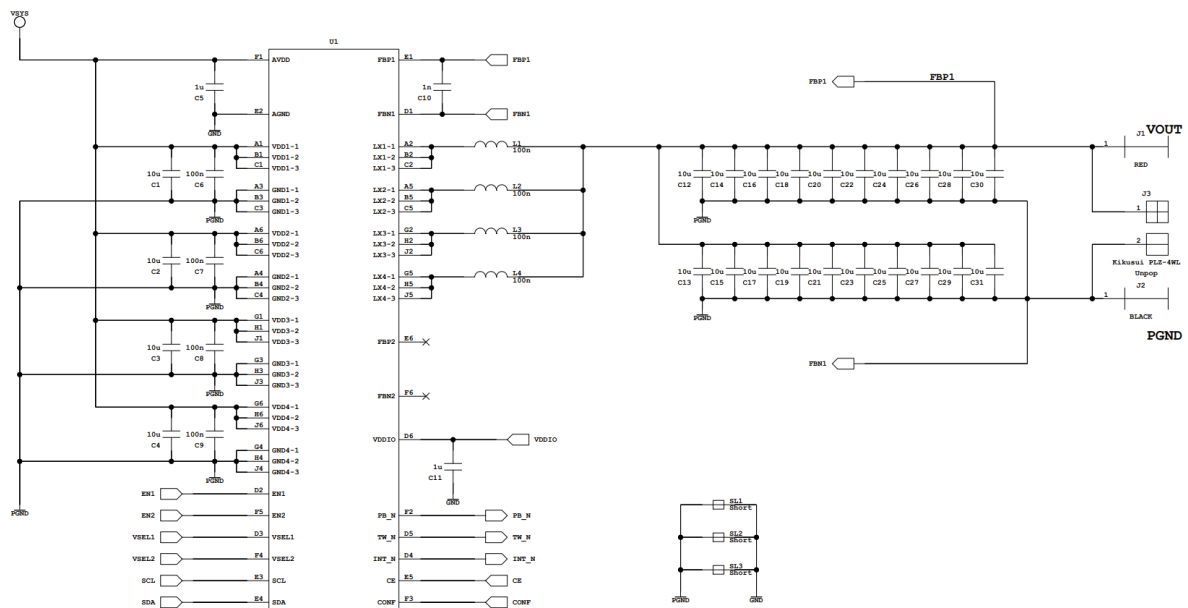 VSYS
U1
F1 AVDD FBP1 E1 FBP1
FBP1 FBP1
1u C5
1n C10
E2 AGND FBN1 D1 FBN1
GND
J1 VOUT
A1 VDD1-1 LX1-1 A2 L1 100n
B1 VDD1-2 LX1-2 B2
C1 VDD1-3 LX1-3 C2
1 RED
10u C1 100n C6
10u C12 10u C14 10u C16 10u C18 10u C20 10u C22 10u C24 10u C26 10u C28 10u C30
A3 GND1-1 LX2-1 A5 L2 100n
B3 GND1-2 LX2-2 B5
C3 GND1-3 LX2-3 C5
J3
1
PGND
PGND
A6 VDD2-1 LX3-1 G2 L3 100n
B6 VDD2-2 LX3-2 H2
C6 VDD2-3 LX3-3 J2
2
Kikusui PLZ-4WL
Unpop
10u C2 100n C7
10u C13 10u C15 10u C17 10u C19 10u C21 10u C23 10u C25 10u C27 10u C29 10u C31
A4 GND2-1 LX4-1 G5 L4 100n
B4 GND2-2 LX4-2 H5
C4 GND2-3 LX4-3 J5
J2
1 BLACK
PGND
PGND
PGND
G1 VDD3-1
H1 VDD3-2
J1 VDD3-3
FBP2 E6
10u C3 100n C8
G3 GND3-1
H3 GND3-2
J3 GND3-3
FBN1
PGND
FBN2 F6
G6 VDD4-1
H6 VDD4-2
J6 VDD4-3
10u C4 100n C9
VDDIO D6 VDDIO
G4 GND4-1
H4 GND4-2
J4 GND4-3
1u C11
PGND
GND
PGND
EN1 D2 EN1
EN2 F5 EN2 PB_N F2 PB_N
VSEL1 D3 VSEL1 TW_N D5 TW_N
VSEL2 F4 VSEL2 INT_N D4 INT_N
SCL E3 SCL CE E5 CE
SDA E4 SDA CONF F3 CONF
SL1
Short
SL2
Short
SL3
Short
PGND GND